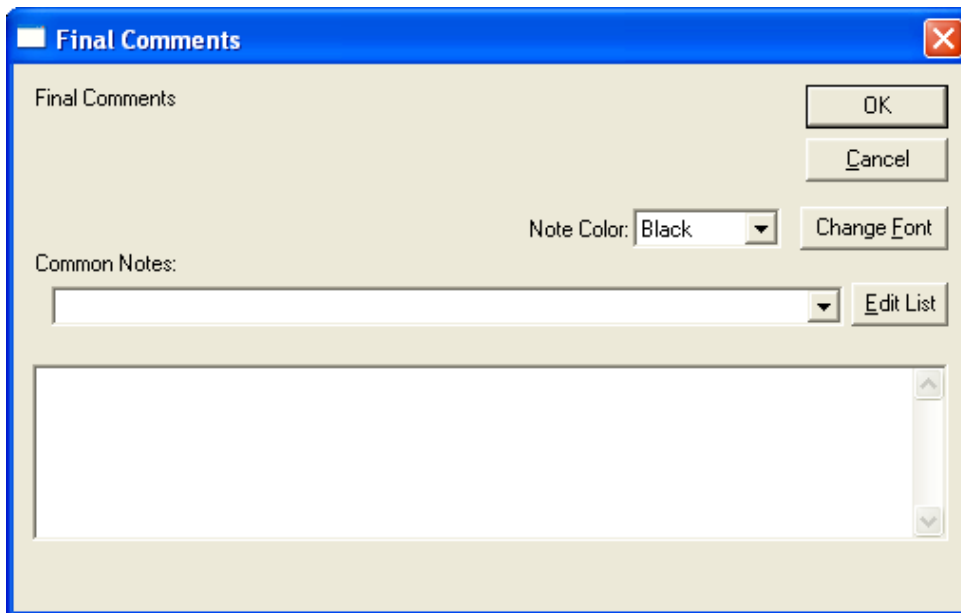 Final Comments
Final Comments
OK
Cancel
Note Color: Black
Change Font
Common Notes:
Edit List